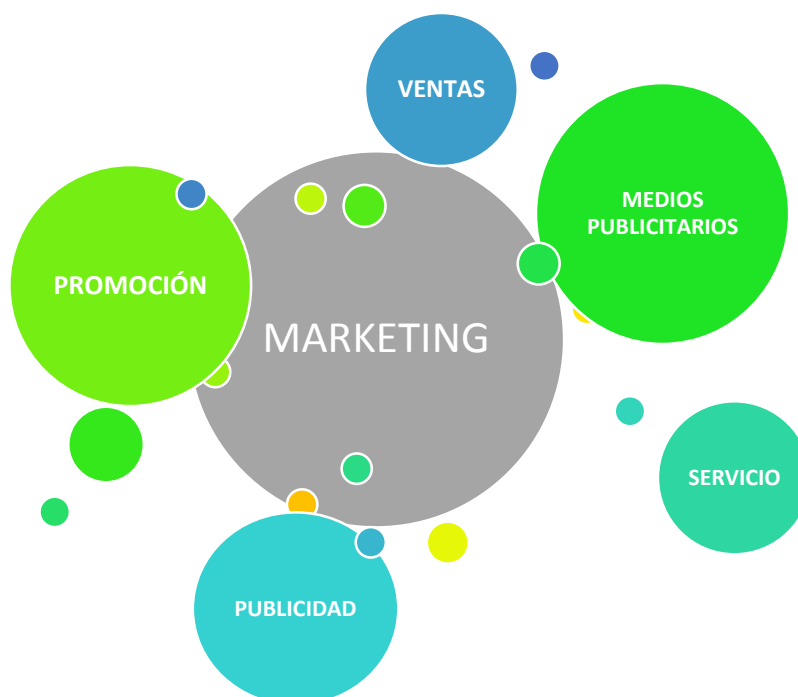 VENTAS
MEDIOS
PUBLICITARIOS
PROMOCIÓN
MARKETING
SERVICIO
PUBLICIDAD